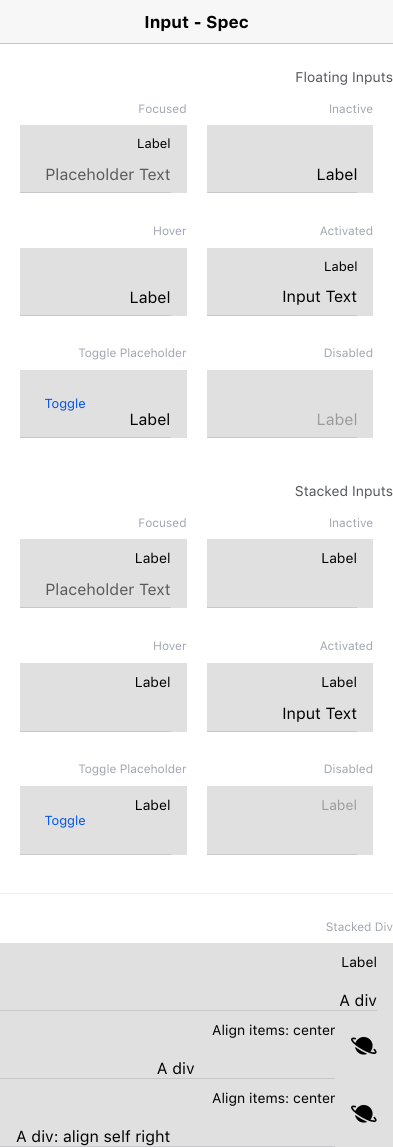 Input - Spec
Floating Inputs
Focused
Inactive
Label
Placeholder Text
Label
Hover
Activated
Label
Label
Input Text
Toggle Placeholder
Disabled
Toggle
Label
Label
Stacked Inputs
Focused
Inactive
Label
Placeholder Text
Label
Hover
Activated
Label
Label
Input Text
Toggle Placeholder
Disabled
Label
Toggle
Label
Stacked Div
Label
A div
Align items: center
A div
Align items: center
A div: align self right